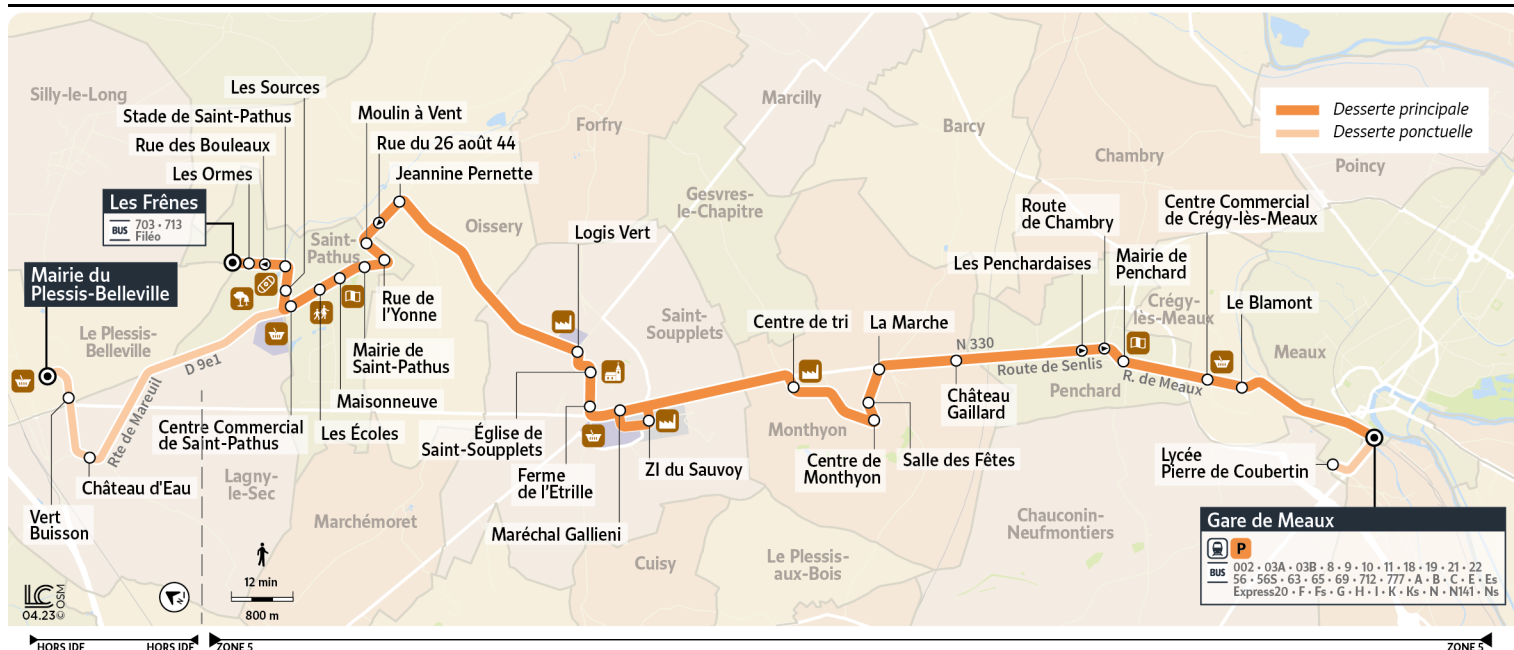 Silly-le-Long
Les Sources
Stade de Saint-Pathus
Rue des Bouleaux
Les Ormes
Les Frênes
BUS
703 • 713
Filéo
Mairie du
Plessis-Belleville
Le Plessis-
Belleville
D 9e1
Rte de Mareuil
Vert
Buisson
Château d'Eau
Centre Commercial
de Saint-Pathus
Les Écoles
Maisonneuve
Mairie de
Saint-Pathus
Rue de
l'Yonne
Saint-
Pathus
Moulin à Vent
Rue du 26 août 44
Jeannine Pernette
Oissery
Forfry
Marcilly
Gesvres-
le-Chapitre
Logis Vert
Saint-
Soupplets
Église de
Saint-Soupplets
Ferme
de l'Etrille
Maréchal Gallieni
ZI du Sauvoy
Lagny-
le-Sec
Marchémoret
Cuisy
Le Plessis-
aux-Bois
Centre de tri
La Marche
Monthyon
Centre de
Monthyon
Salle des Fêtes
N 330
Château
Gaillard
Route de Senlis
Penchard
R. de Meaux
Barcy
Chambry
Poincy
Les Penchardaises
Route
de Chambry
Mairie de
Penchard
Centre Commercial
de Crégy-lès-Meaux
Crégy-
lès-Meaux
Le Blamont
Meaux
Chauconin-
Neufmontiers
Lycée
Pierre de Coubertin
Gare de Meaux
P
BUS
002 • 03A • 03B • 8 • 9 • 10 • 11 • 18 • 19 • 21 • 22
56 • 56S • 63 • 65 • 69 • 712 • 777 • A • B • C • E • Es
Express20 • F • Fs • G • H • I • K • Ks • N • N141 • Ns
Desserte principale
Desserte ponctuelle
LC
04.23 © OSM
12 min
800 m
HORS IDF
HORS IDF
ZONE 5
ZONE 5